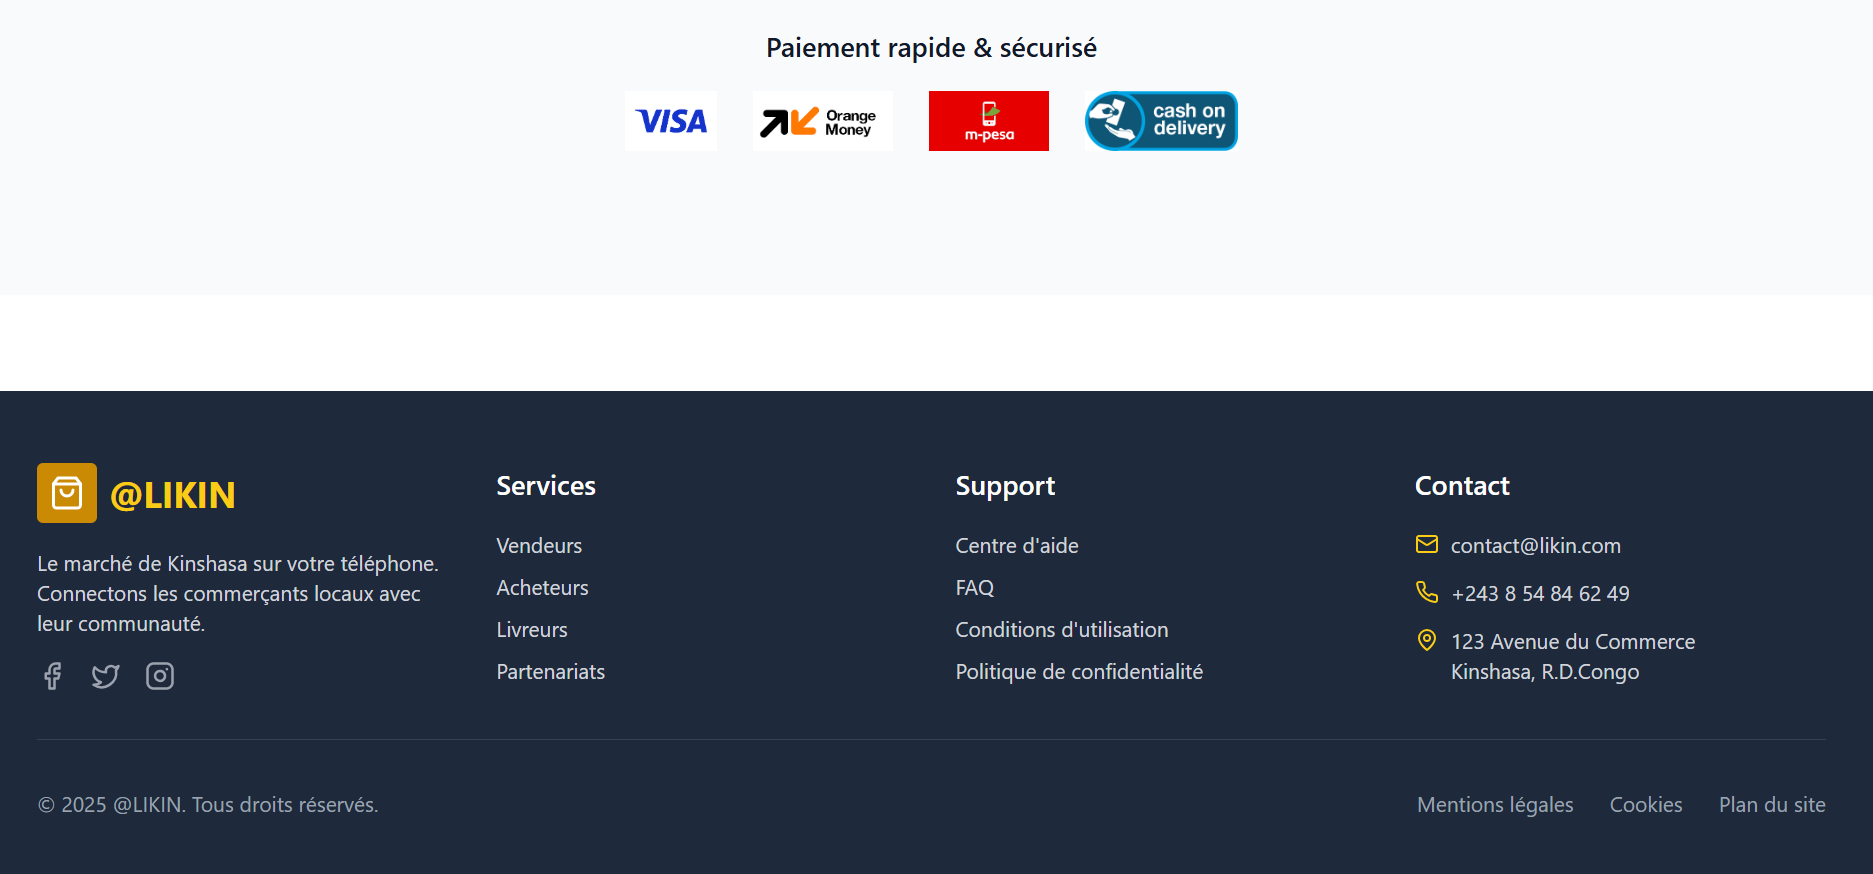 Paiement rapide & sécurisé
VISA
Orange
Money
m-pesa
cash on
delivery
@LIKIN
Le marché de Kinshasa sur votre téléphone.
Connectons les commerçants locaux avec
leur communauté.
Services
Vendeurs
Acheteurs
Livreurs
Partenariats
Support
Centre d'aide
FAQ
Conditions d'utilisation
Politique de confidentialité
Contact
contact@likin.com
+243 8 54 84 62 49
123 Avenue du Commerce
Kinshasa, R.D.Congo
© 2025 @LIKIN. Tous droits réservés.
Mentions légales Cookies Plan du site